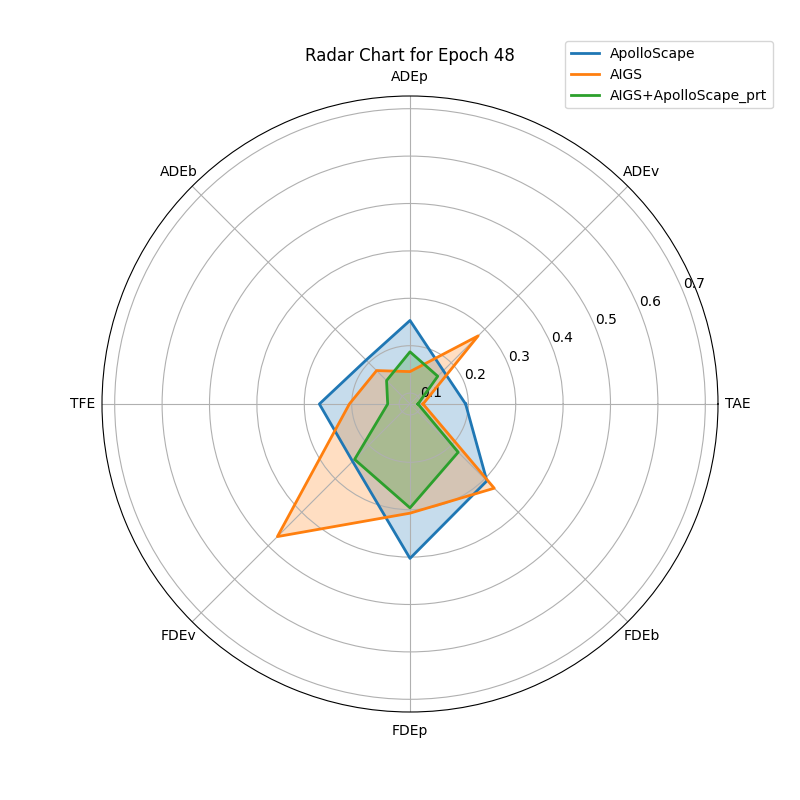 Radar Chart for Epoch 48
ApolloScape
AIGS
AIGS+ApolloScape_prt
ADEp
ADEb
ADEv
0.7
0.6
0.5
0.4
0.3
0.2
0.1
TFE
TAE
FDEv
FDEb
FDEp